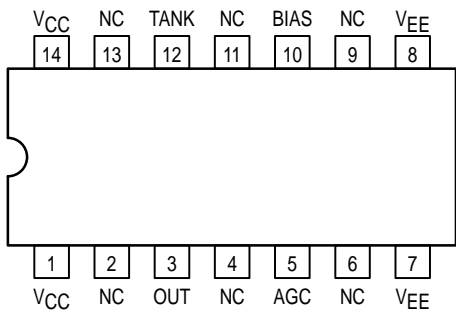 VCC NC TANK NC BIAS NC VEE
14 13 12 11 10 9 8
1 2 3 4 5 6 7
VCC NC OUT NC AGC NC VEE